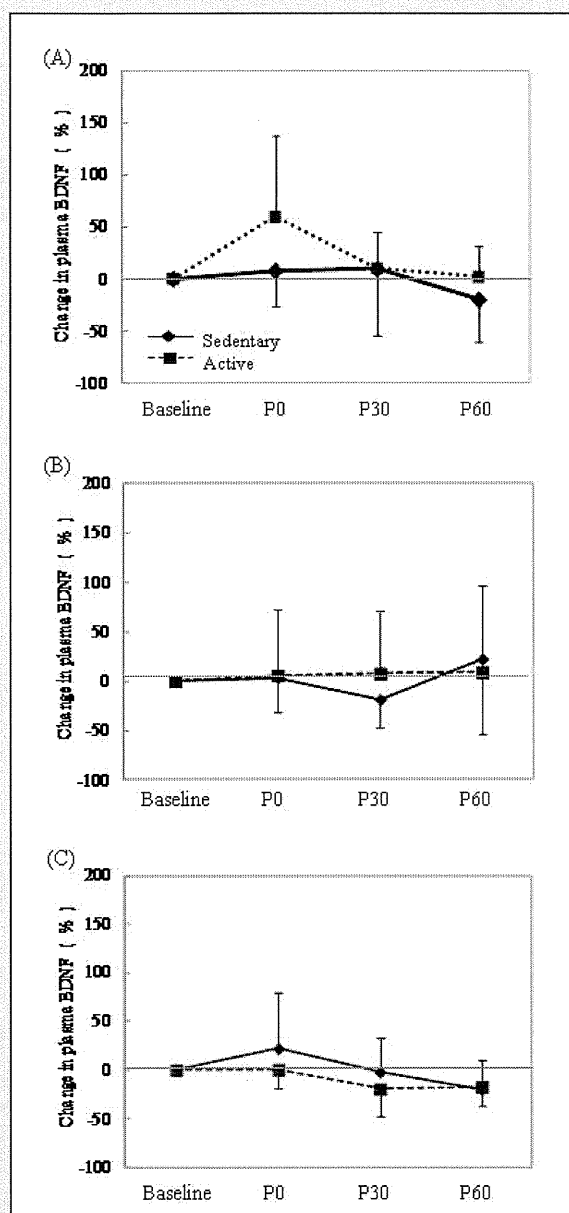 (A)
Change in plasma BDNF ( % )
200
150
100
50
0
-50
-100
Sedentary
Active
Baseline P0 P30 P60
(B)
Change in plasma BDNF ( % )
200
150
100
50
0
-50
-100
Baseline P0 P30 P60
(C)
Change in plasma BDNF ( % )
200
150
100
50
0
-50
-100
Baseline P0 P30 P60